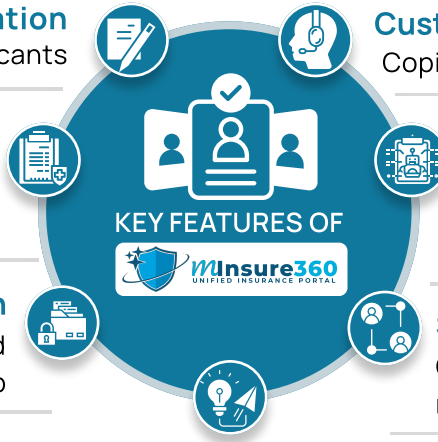 ation
Cust
cants
Copi
KEY FEATURES OF
mInsure360
UNIFIED INSURANCE PORTAL
n
d